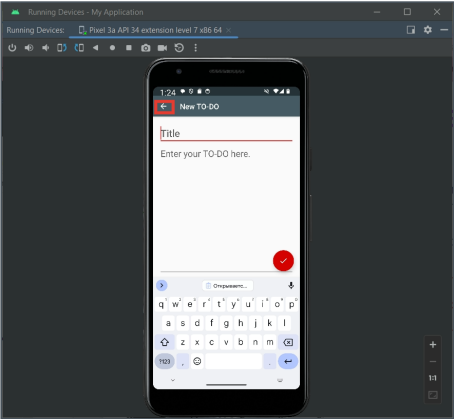 Running Devices - My Application
Running Devices: Pixel 3a API 34 extension level 7 x86 64
1:24
New TO-DO
Title
Enter your TO-DO here.
Открывается...
q w e r t y u i o p
a s d f g h j k l
z x c v b n m
?123 , .
1:1